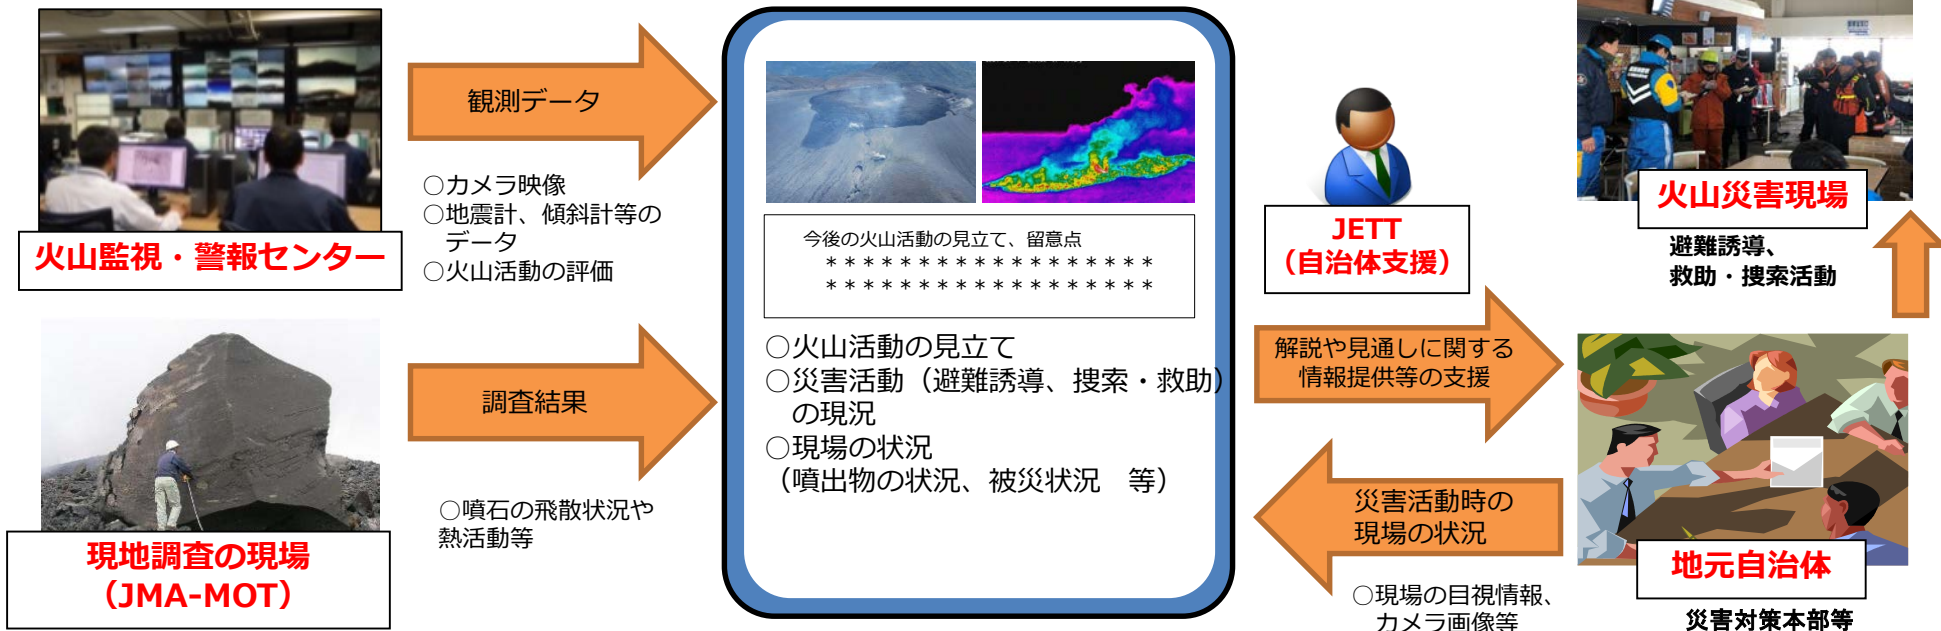 観測データ
○カメラ映像
○地震計、傾斜計等の
データ
○火山活動の評価
火山監視・警報センター
調査結果
○噴石の飛散状況や
熱活動等
現地調査の現場
（JMA-MOT）
今後の火山活動の見立て、留意点
＊＊＊＊＊＊＊＊＊＊＊＊＊＊＊＊＊＊
＊＊＊＊＊＊＊＊＊＊＊＊＊＊＊＊＊＊
○火山活動の見立て
○災害活動（避難誘導、捜索・救助）
の現況
○現場の状況
（噴出物の状況、被災状況　等）
JETT
（自治体支援）
解説や見通しに関する
情報提供等の支援
災害活動時の
現場の状況
○現場の目視情報、
カメラ画像等
火山災害現場
避難誘導、
救助・捜索活動
地元自治体
災害対策本部等